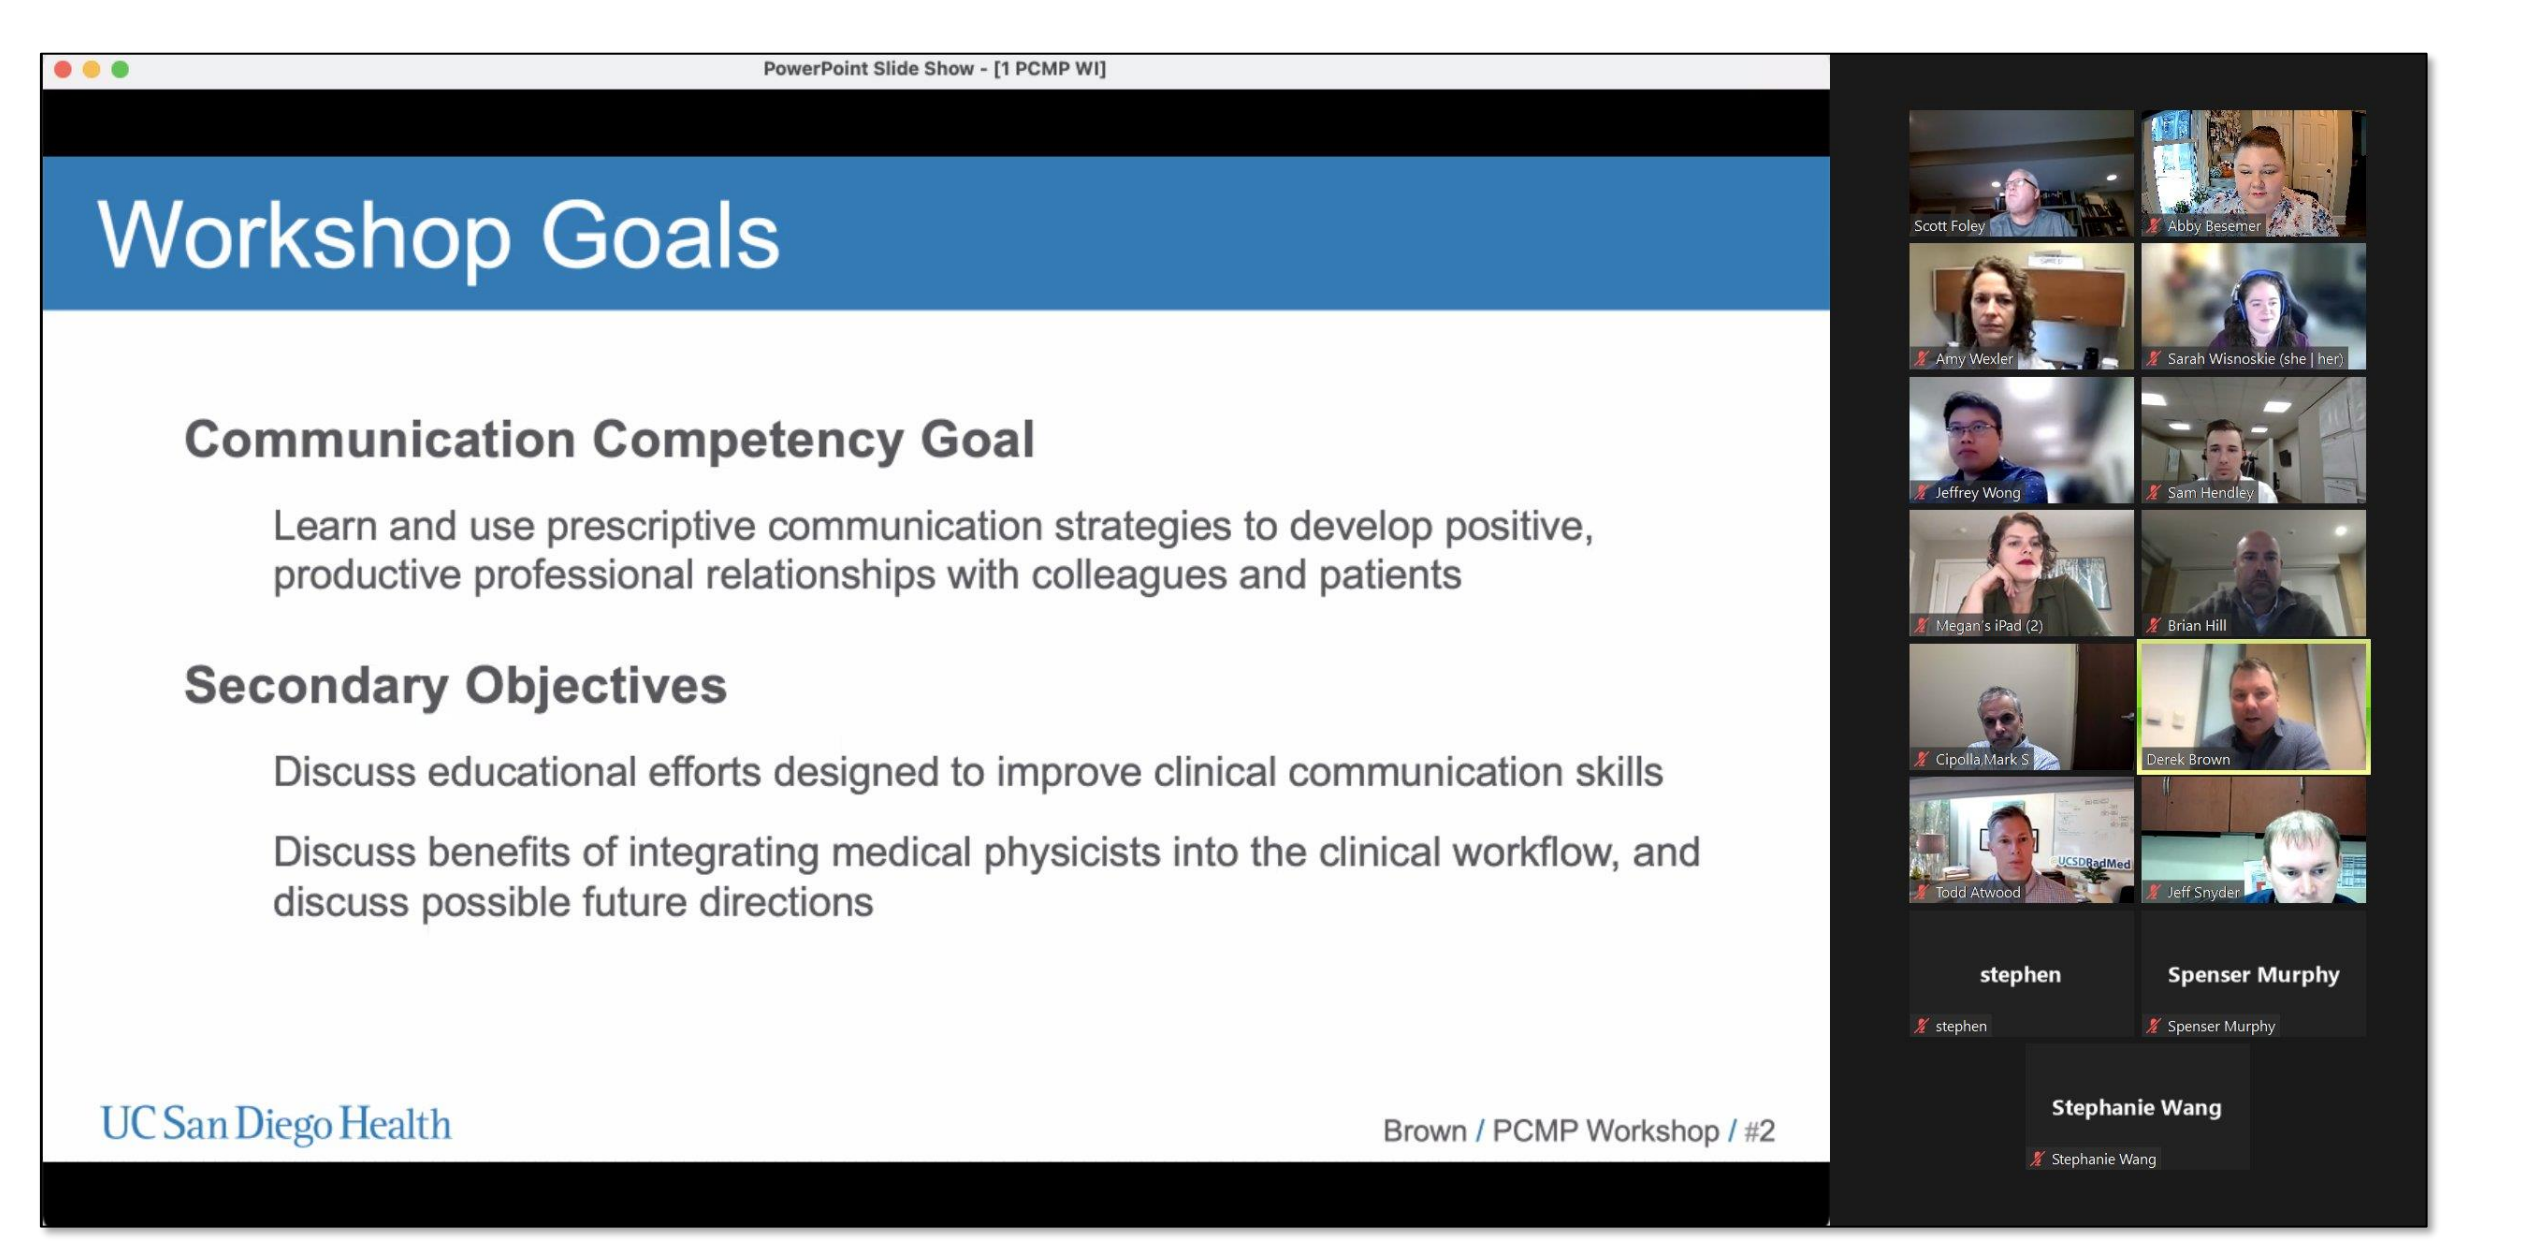 PowerPoint Slide Show - [1 PCMP WI]
Workshop Goals
Communication Competency Goal
Learn and use prescriptive communication strategies to develop positive,
productive professional relationships with colleagues and patients
Secondary Objectives
Discuss educational efforts designed to improve clinical communication skills
Discuss benefits of integrating medical physicists into the clinical workflow, and
discuss possible future directions
UC San Diego Health
Brown / PCMP Workshop / #2
Scott Foley
Abby Besemer
Amy Wexler
Sarah Wisnoskie (she | her)
Jeffrey Wong
Sam Hendley
Megan's iPad (2)
Brian Hill
Cipolla,Mark S
Derek Brown
UCSDRadMed
Todd Atwood
Jeff Snyder
stephen
stephen
Spenser Murphy
Spenser Murphy
Stephanie Wang
Stephanie Wang